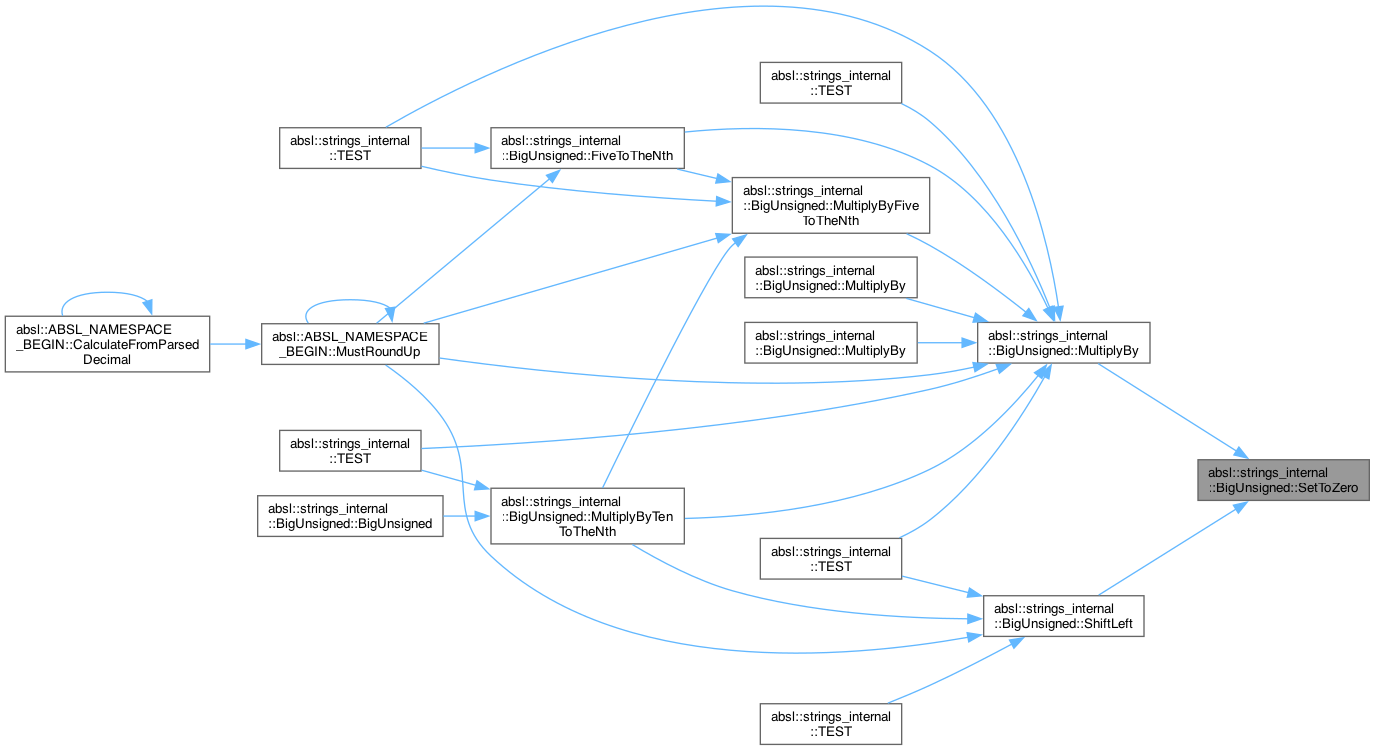 absl::strings_internal
::TEST
absl::strings_internal
::TEST
absl::strings_internal
::BigUnsigned::FiveToTheNth
absl::strings_internal
::BigUnsigned::MultiplyByFive
ToTheNth
absl::strings_internal
::BigUnsigned::MultiplyBy
absl::ABSL_NAMESPACE
_BEGIN::CalculateFromParsed
Decimal
absl::ABSL_NAMESPACE
_BEGIN::MustRoundUp
absl::strings_internal
::BigUnsigned::MultiplyBy
absl::strings_internal
::BigUnsigned::MultiplyBy
absl::strings_internal
::TEST
absl::strings_internal
::BigUnsigned::SetToZero
absl::strings_internal
::BigUnsigned::BigUnsigned
absl::strings_internal
::BigUnsigned::MultiplyByTen
ToTheNth
absl::strings_internal
::TEST
absl::strings_internal
::BigUnsigned::ShiftLeft
absl::strings_internal
::TEST